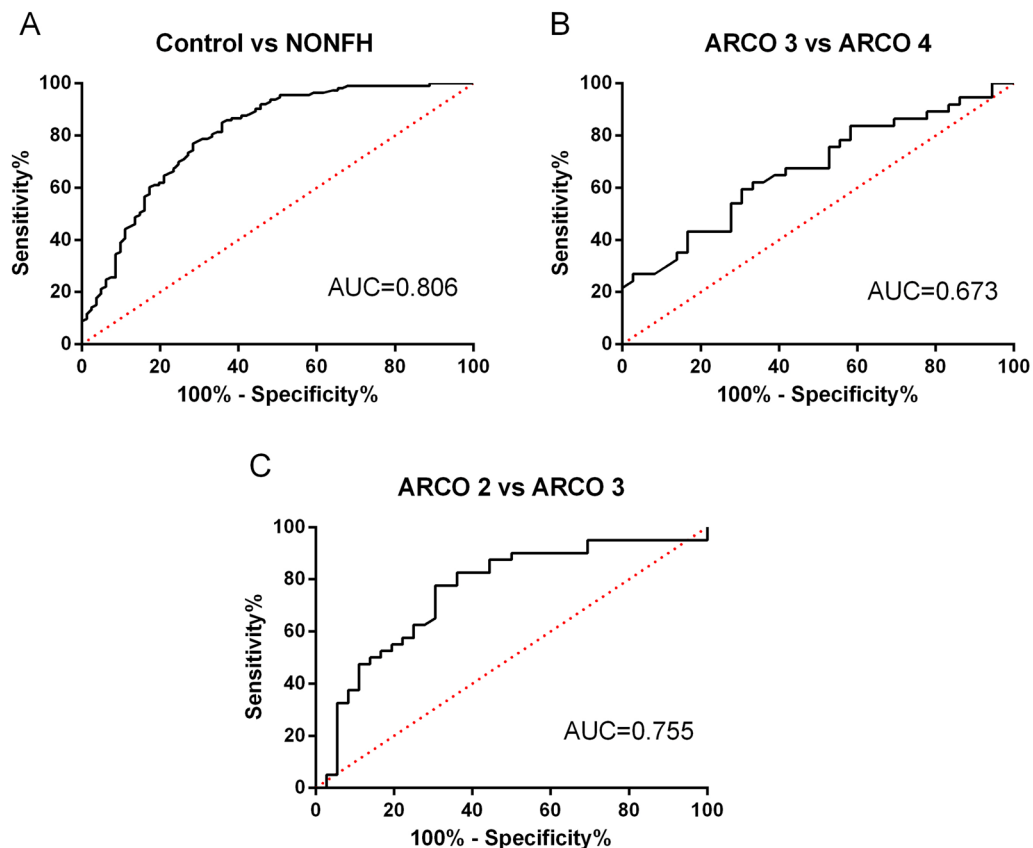 A
Control vs NONFH
100
80
60
40
20
0
Sensitivity%
AUC=0.806
0 20 40 60 80 100
100% - Specificity%
B
ARCO 3 vs ARCO 4
100
80
60
40
20
0
Sensitivity%
AUC=0.673
0 20 40 60 80 100
100% - Specificity%
C
ARCO 2 vs ARCO 3
100
80
60
40
20
0
Sensitivity%
AUC=0.755
0 20 40 60 80 100
100% - Specificity%